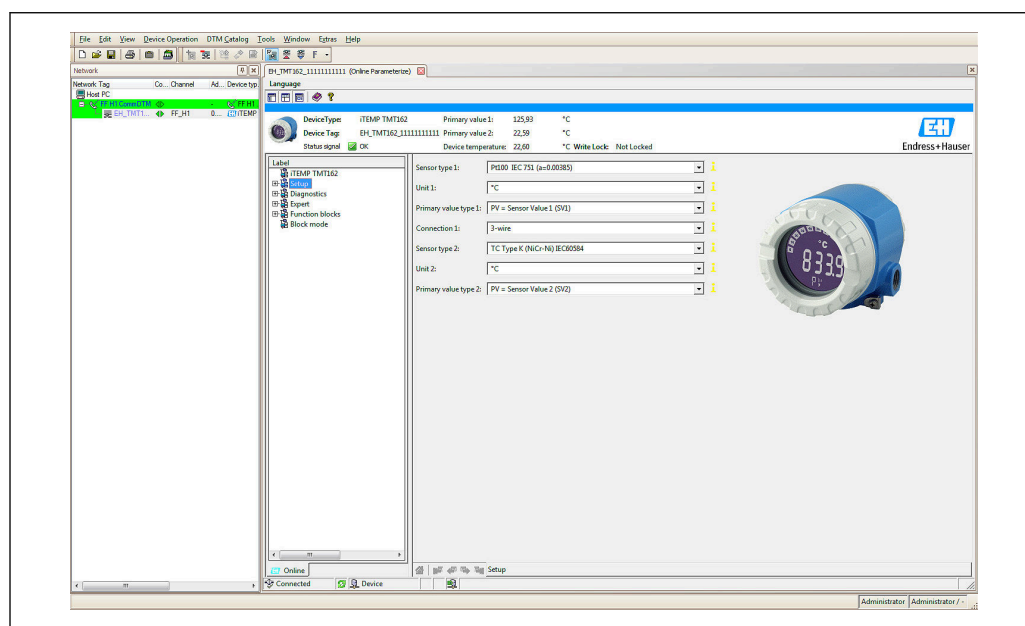 File Edit View Device Operation DTM Catalog Tools Window Extras Help
F
Network
EH_TMT162_11111111111 (Online Parameterize)
Network Tag Co... Channel Ad... Device typ
Host PC
FF H1 CommDTM - FF H1
EH_TMT1... FF_H1 0... iTEMP
Language
DeviceType: iTEMP TMT162 Primary value 1: 125,93 °C
Device Tag: EH_TMT162_11111111111 Primary value 2: 22,59 °C
Status signal OK Device temperature: 22,60 °C Write Lock: Not Locked
EH
Endress+Hauser
Label
iTEMP TMT162
Setup
Diagnostics
Expert
Function blocks
Block mode
Sensor type 1: Pt100 IEC 751 (a=0.00385)
Unit 1: °C
Primary value type 1: PV = Sensor Value 1 (SV1)
Connection 1: 3-wire
Sensor type 2: TC Type K (NiCr-Ni) IEC60584
Unit 2: °C
Primary value type 2: PV = Sensor Value 2 (SV2)
°C
833.9
PV
Online
Setup
Connected Device
Administrator Administrator / -